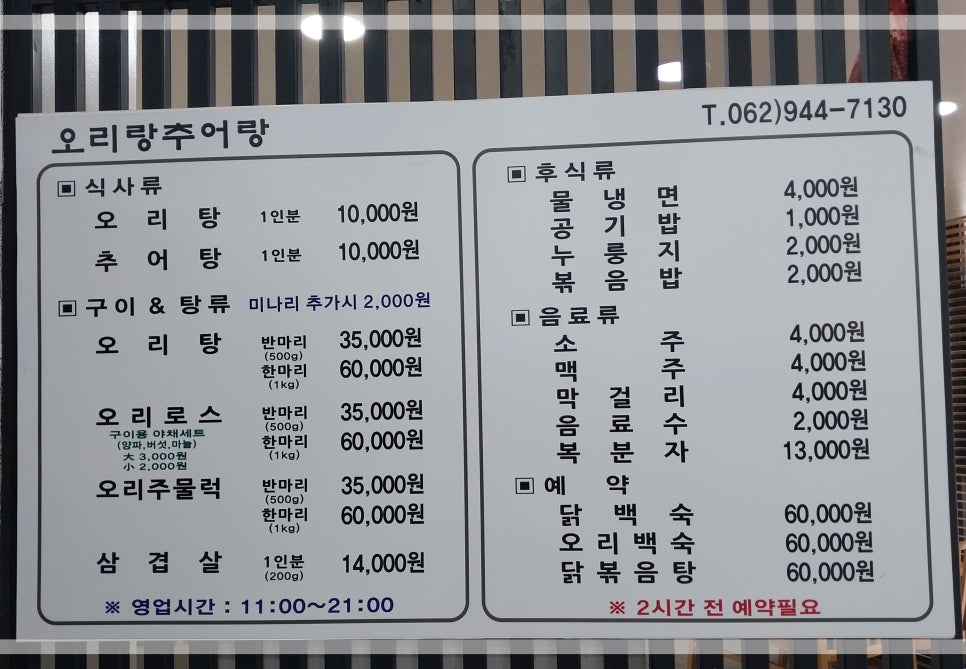 오리랑추어랑
T.062)944-7130
▣ 식사류
오리탕 1인분 10,000원
추어탕 1인분 10,000원
▣ 구이 & 탕류 미나리 추가시 2,000원
오리탕 반마리 35,000원
(500g)
한마리 60,000원
(1kg)
오리로스 반마리 35,000원
(500g)
구이용 야채세트
(양파,버섯,마늘)
한마리 60,000원
(1kg)
大 3,000원
小 2,000원
오리주물럭 반마리 35,000원
(500g)
한마리 60,000원
(1kg)
삼겹살 1인분 14,000원
(200g)
※ 영업시간 : 11:00~21:00
▣ 후식류
물냉면 4,000원
공기밥 1,000원
누룽지 2,000원
볶음밥 2,000원
▣ 음료류
소주 4,000원
맥주 4,000원
막걸리 4,000원
음료수 2,000원
복분자 13,000원
▣ 예약
닭백숙 60,000원
오리백숙 60,000원
닭볶음탕 60,000원
※ 2시간 전 예약필요